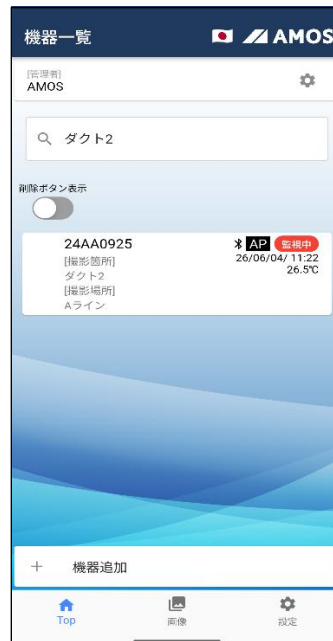 機器一覧
AMOS
[管理者]
AMOS
ダクト2
削除ボタン表示
24AA0925
AP 監視中
[撮影箇所]
26/06/04/ 11:22
ダクト2
26.5℃
[撮影場所]
Aライン
機器追加
Top
画像
設定